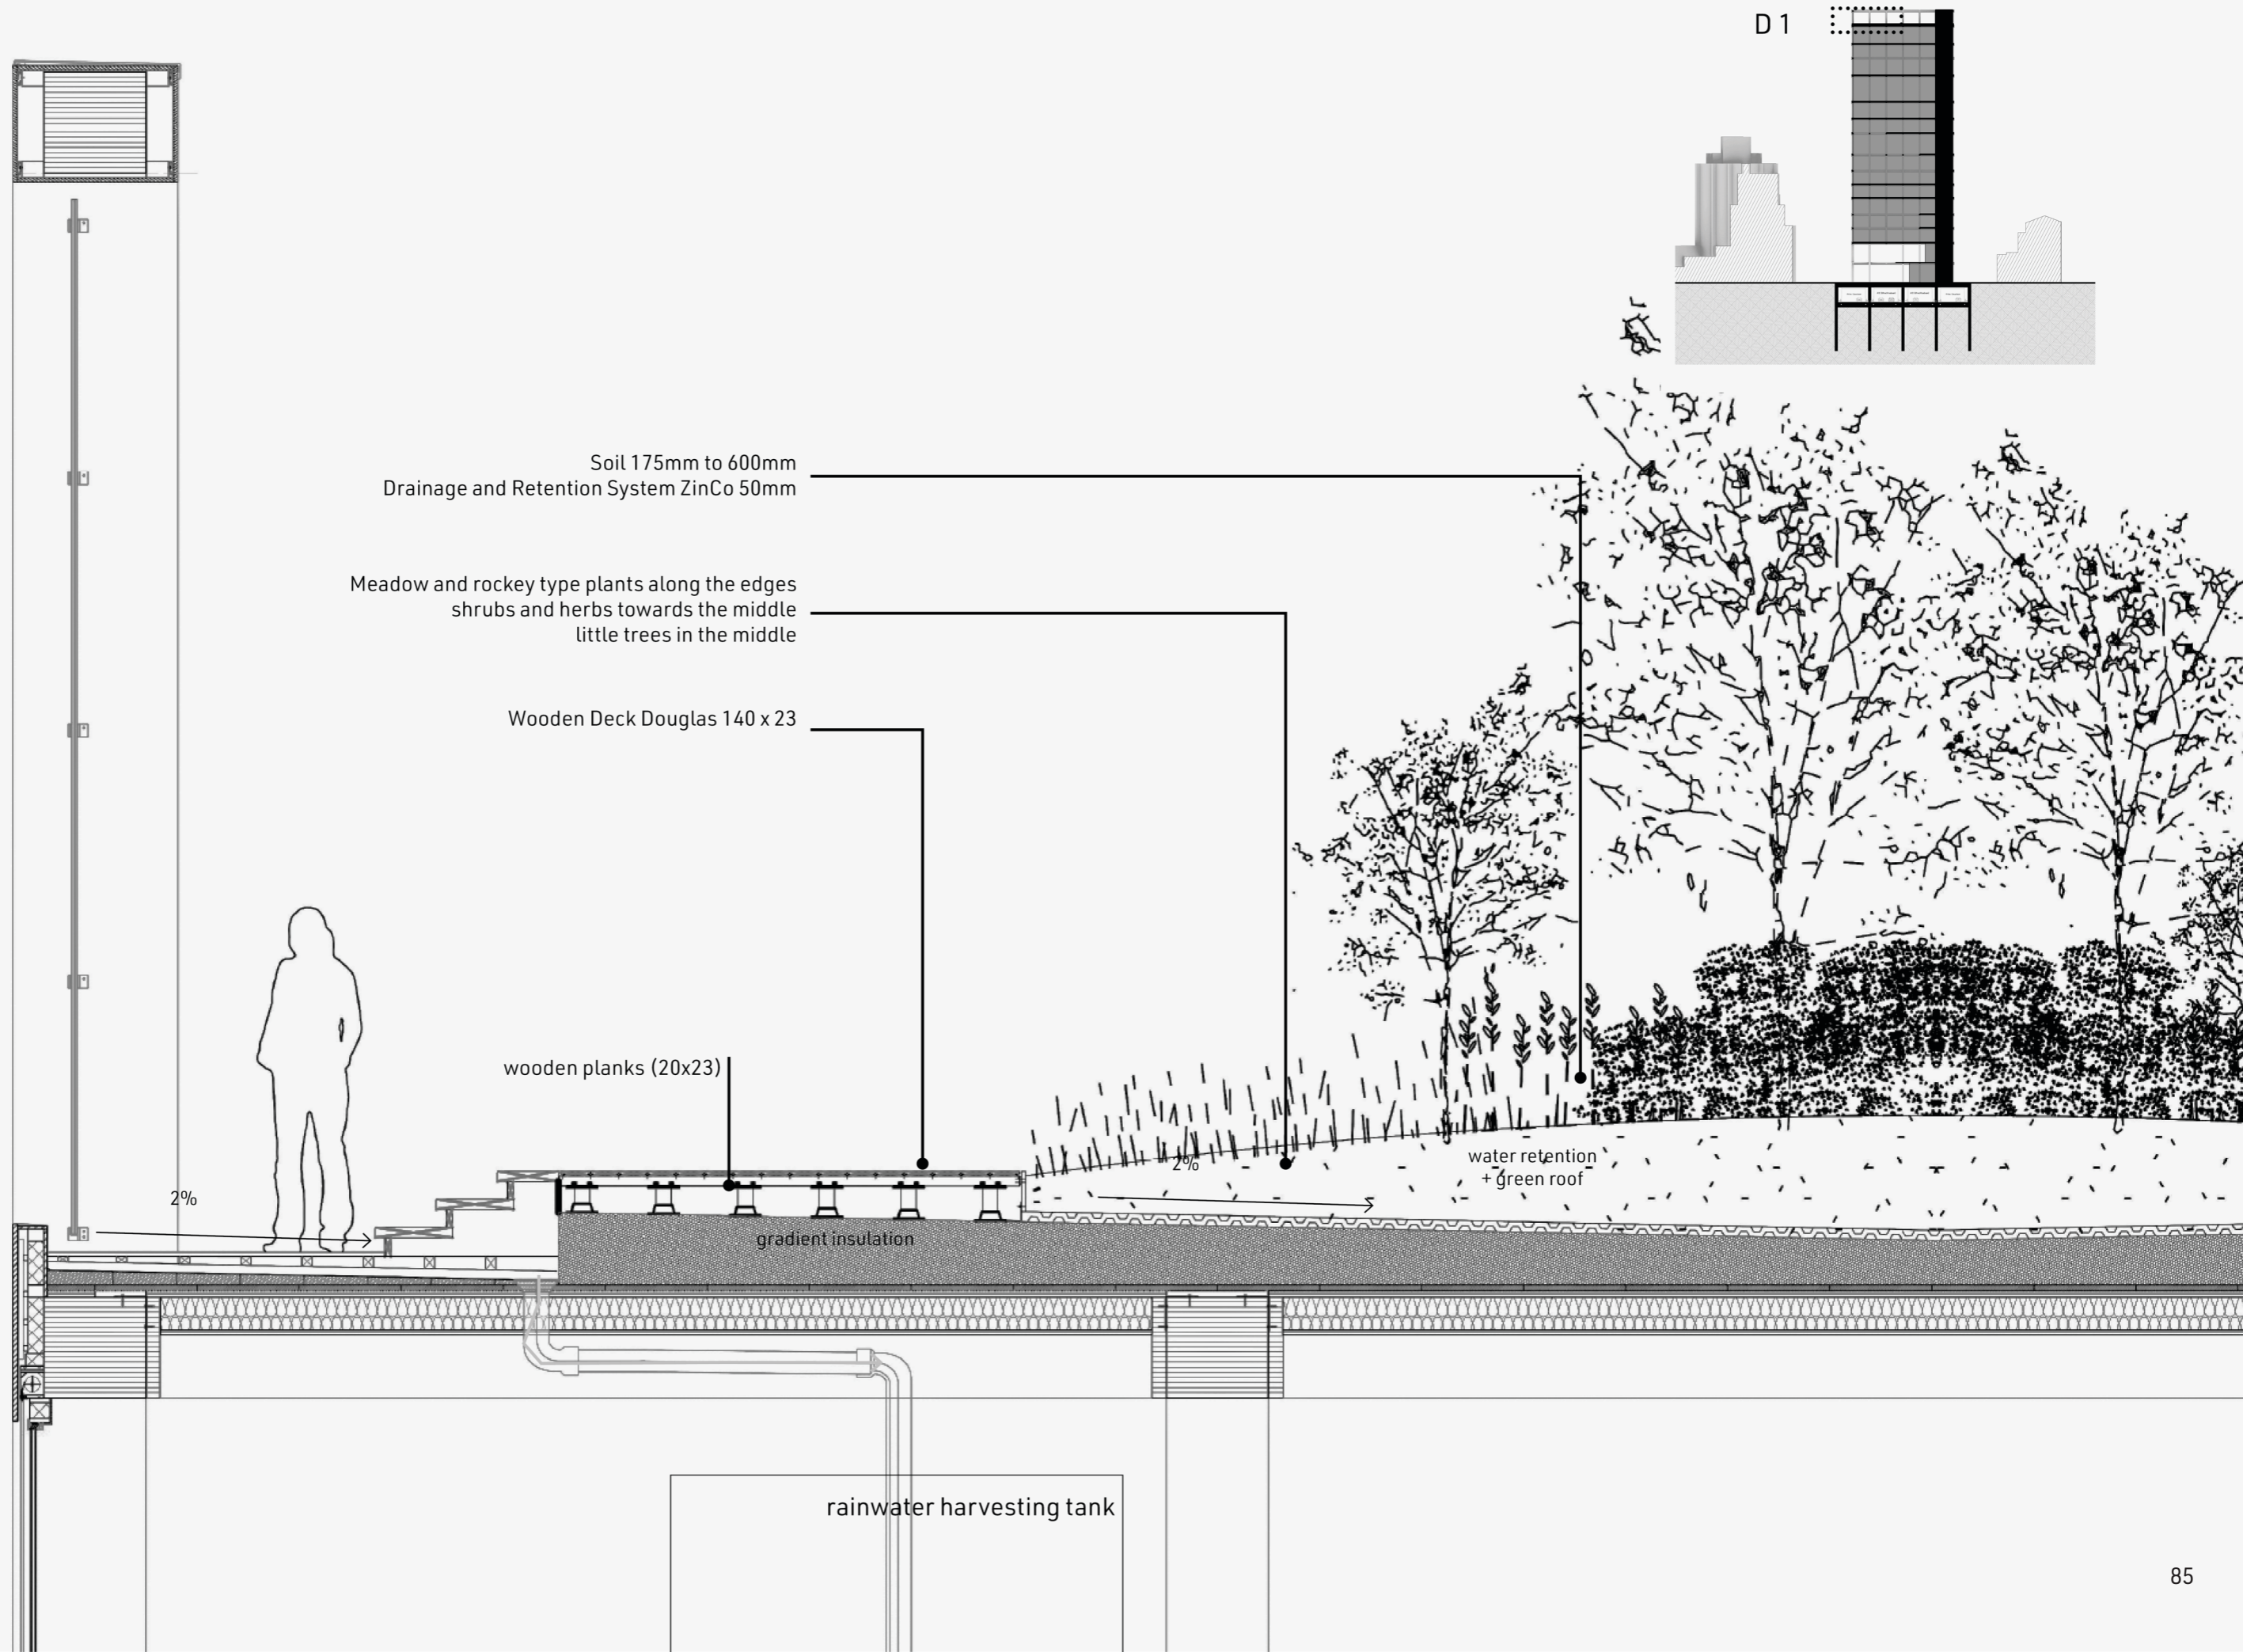 D 1
Soil 175mm to 600mm
Drainage and Retention System ZinCo 50mm
Meadow and rockey type plants along the edges
shrubs and herbs towards the middle
little trees in the middle
Wooden Deck Douglas 140 x 23
wooden planks (20x23)
2%
water retention
+ green roof
2%
gradient insulation
rainwater harvesting tank
85